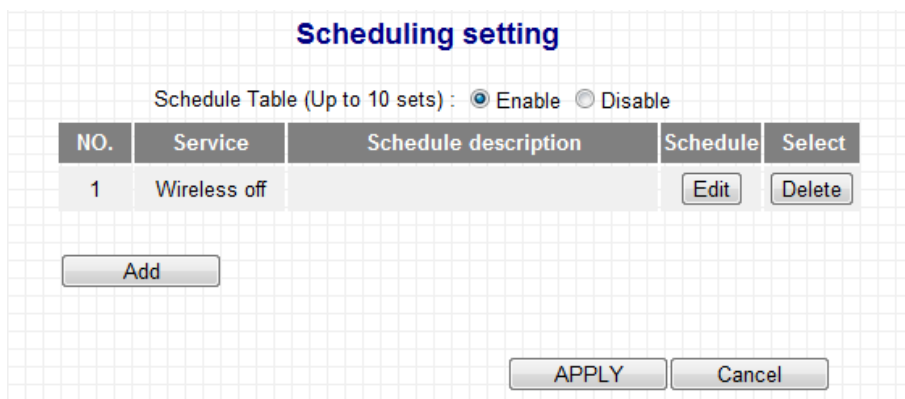 Scheduling setting
Schedule Table (Up to 10 sets) : Enable Disable
NO. Service Schedule description Schedule Select
1 Wireless off Edit Delete
Add
APPLY Cancel